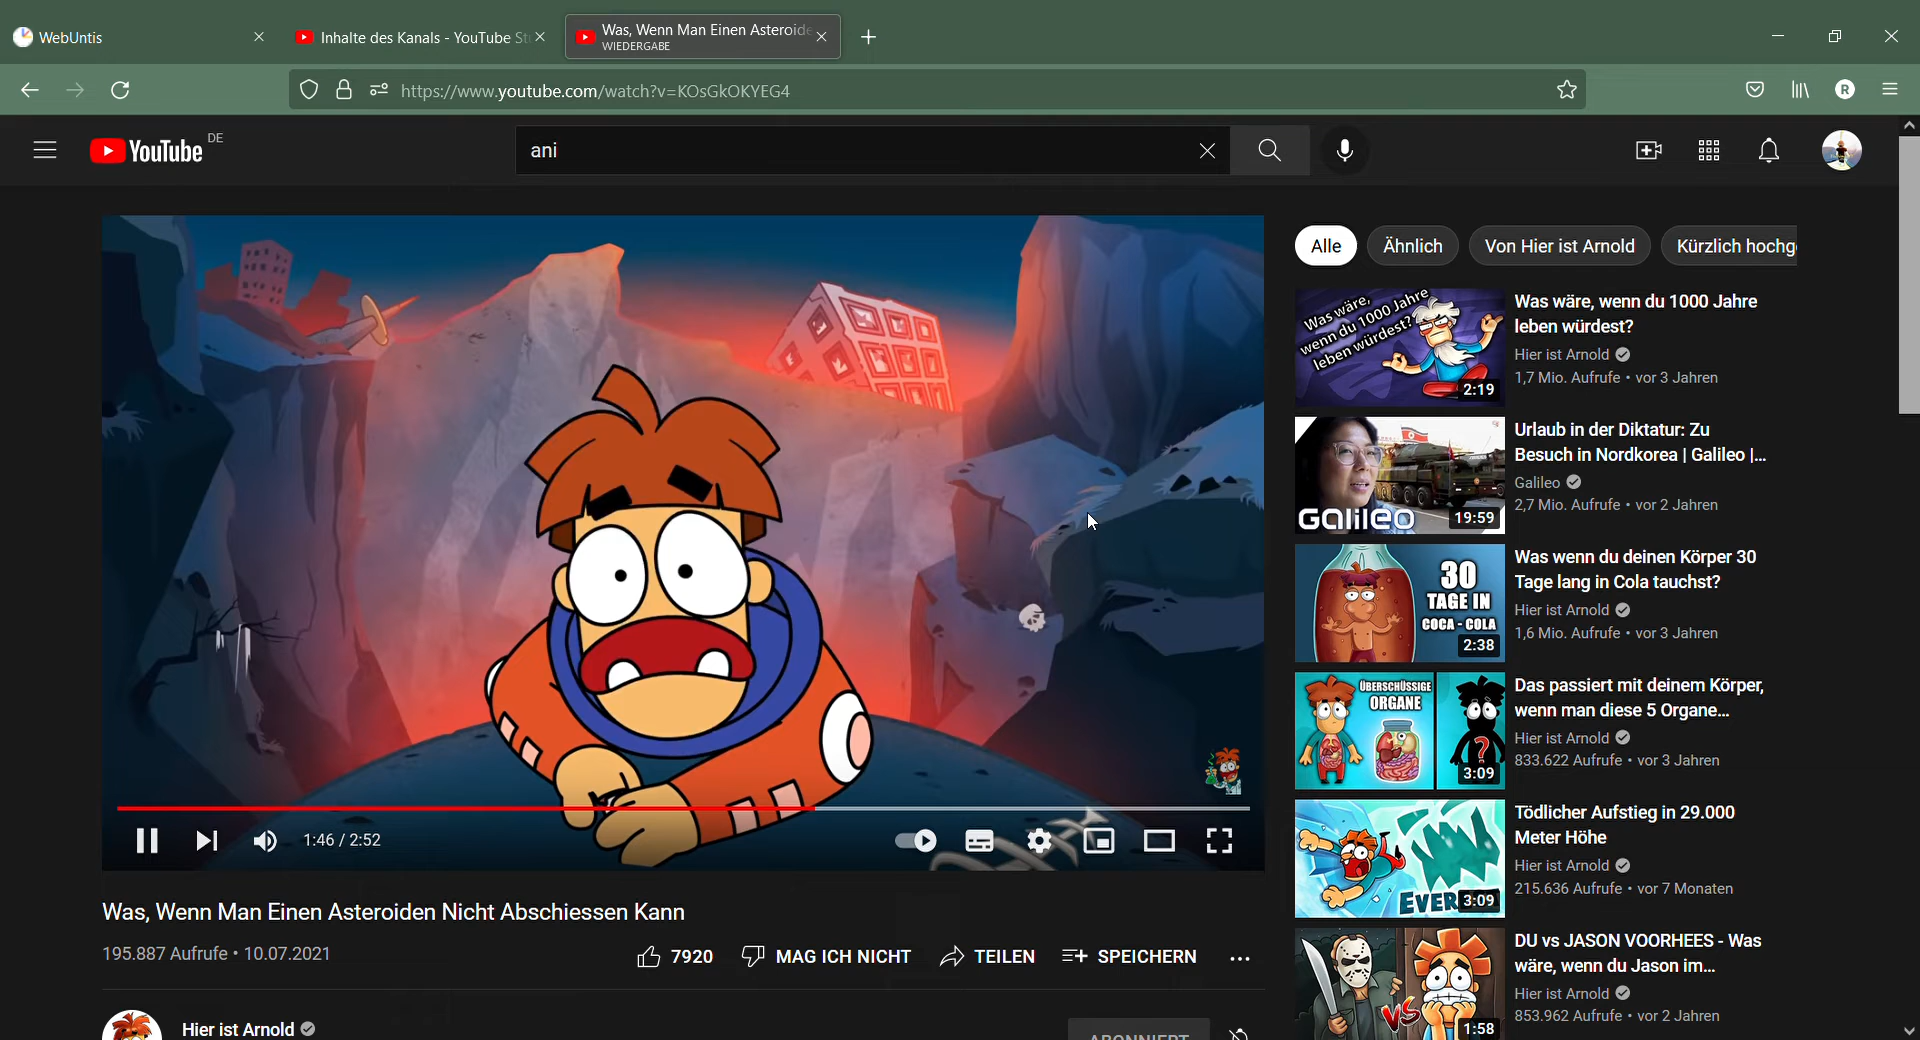 WebUntis
Inhalte des Kanals - YouTube St
Was, Wenn Man Einen Asteroide
WIEDERGABE
https://www.youtube.com/watch?v=KOsGkOKYEG4
R
YouTube DE
ani
Alle
Ähnlich
Von Hier ist Arnold
Kürzlich hochge
Was wäre,
wenn du 1000 Jahre
leben würdest?
2:19
Was wäre, wenn du 1000 Jahre
leben würdest?
Hier ist Arnold
1,7 Mio. Aufrufe • vor 3 Jahren
Galileo
19:59
Urlaub in der Diktatur: Zu
Besuch in Nordkorea | Galileo |...
Galileo
2,7 Mio. Aufrufe • vor 2 Jahren
30
TAGE IN
COCA - COLA
2:38
Was wenn du deinen Körper 30
Tage lang in Cola tauchst?
Hier ist Arnold
1,6 Mio. Aufrufe • vor 3 Jahren
ÜBERSCHÜSSIGE
ORGANE
?
3:09
Das passiert mit deinem Körper,
wenn man diese 5 Organe...
Hier ist Arnold
833.622 Aufrufe • vor 3 Jahren
EVER
3:09
Tödlicher Aufstieg in 29.000
Meter Höhe
Hier ist Arnold
215.636 Aufrufe • vor 7 Monaten
VS
1:58
DU vs JASON VOORHEES - Was
wäre, wenn du Jason im...
Hier ist Arnold
853.962 Aufrufe • vor 2 Jahren
1:46 / 2:52
Was, Wenn Man Einen Asteroiden Nicht Abschiessen Kann
195.887 Aufrufe • 10.07.2021
7920
MAG ICH NICHT
TEILEN
SPEICHERN
Hier ist Arnold
ABONNIERT